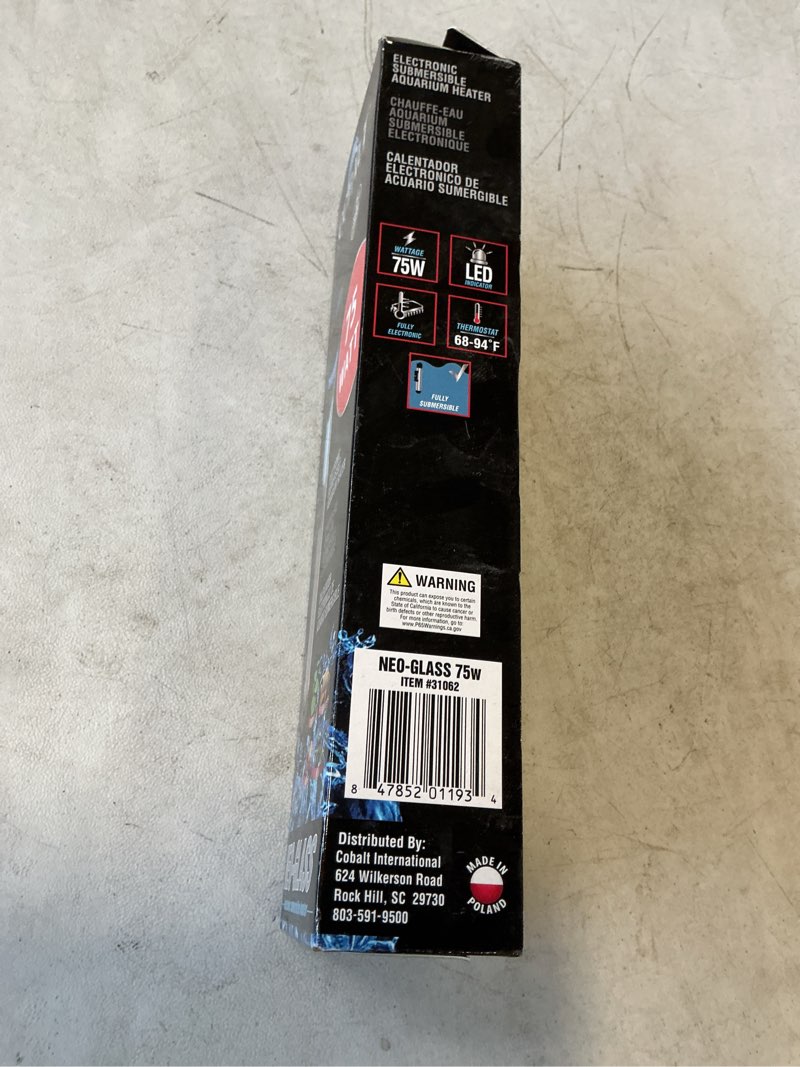 ELECTRONIC
SUBMERSIBLE
AQUARIUM HEATER
CHAUFFE-EAU
AQUARIUM
SUBMERSIBLE
ELECTRONIQUE
CALENTADOR
ELECTRONICO DE
ACUARIO SUMERGIBLE
WATTAGE
75W
LED
INDICATOR
FULLY
ELECTRONIC
THERMOSTAT
68-94°F
FULLY
SUBMERSIBLE
75
WARNING
This product can expose you to certain
chemicals, which are known to the
State of California to cause cancer or
birth defects or other reproductive harm.
For more information, go to
www.P65Warnings.ca.gov
NEO-GLASS 75w
ITEM #31062
8 47852 01193 4
Distributed By:
Cobalt International
624 Wilkerson Road
Rock Hill, SC 29730
803-591-9500
MADE IN
POLAND